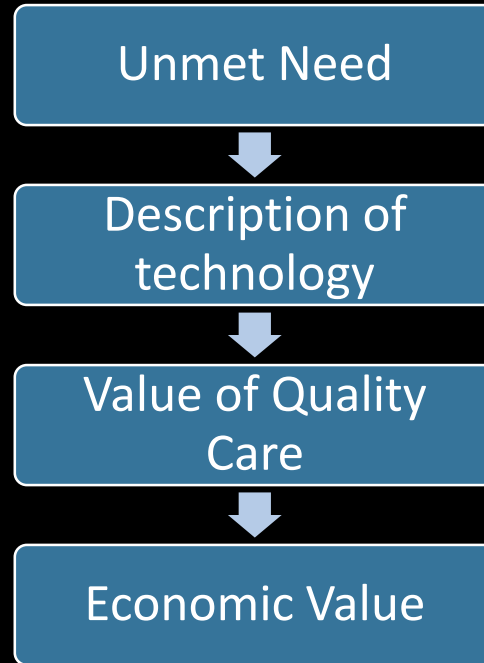 Unmet Need
Description of
technology
Value of Quality
Care
Economic Value